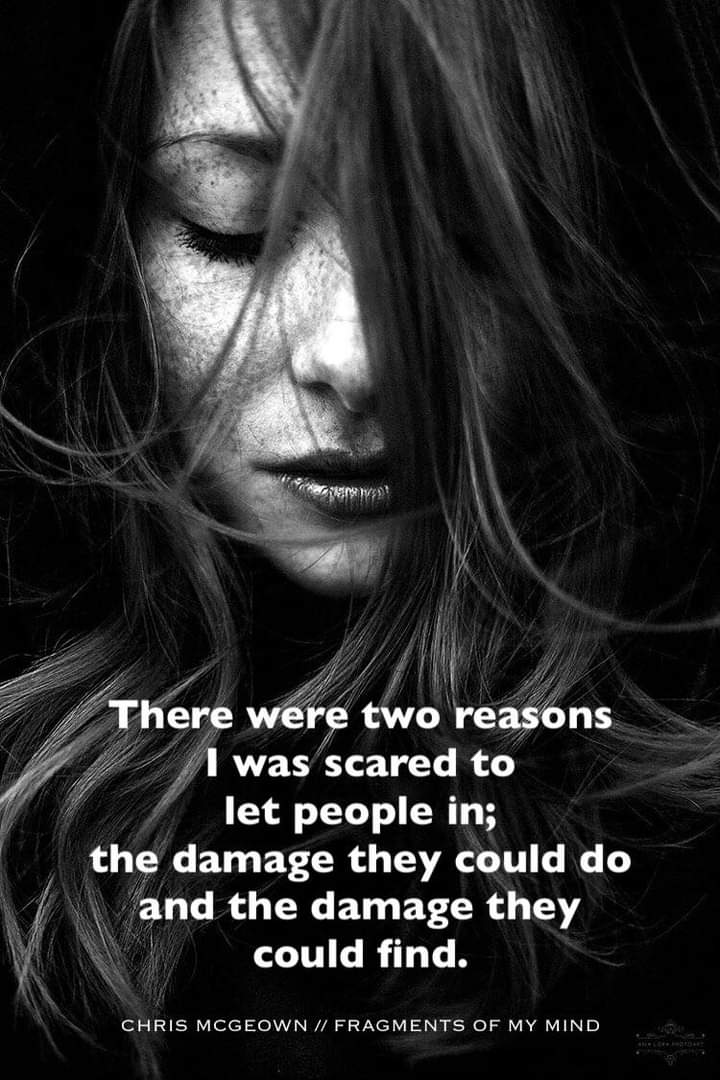 There were two reasons
I was scared to
let people in;
the damage they could do
and the damage they
could find.
CHRIS MCGEOWN // FRAGMENTS OF MY MIND